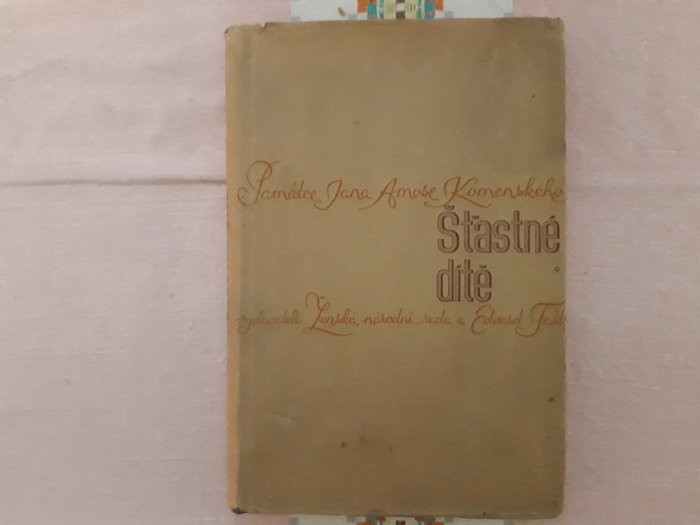 Památce Jana Amose Komenského
Šťastné
dítě
vydavatelé Ženská národní rada a Edvard Fastr